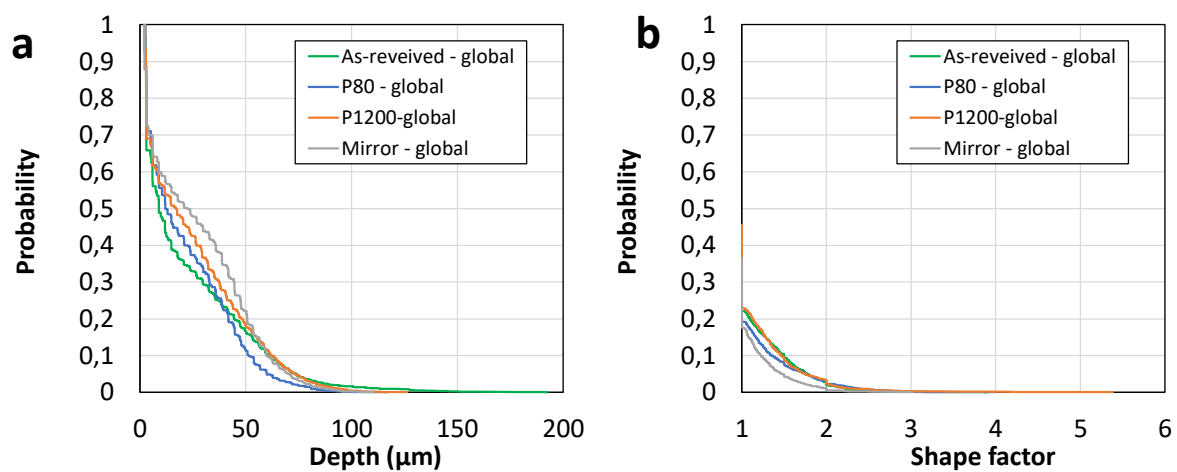 a
1
0,9
0,8
0,7
0,6
0,5
0,4
0,3
0,2
0,1
0
Probability
As-reveived - global
P80 - global
P1200-global
Mirror - global
0 50 100 150 200
Depth (µm)
b
1
0,9
0,8
0,7
0,6
0,5
0,4
0,3
0,2
0,1
0
Probability
As-reveived - global
P80 - global
P1200-global
Mirror - global
1 2 3 4 5 6
Shape factor